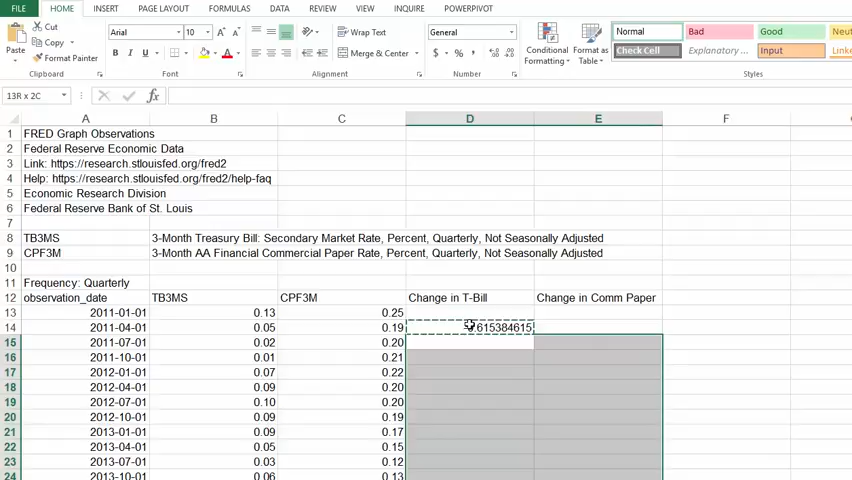 FILE HOME INSERT PAGE LAYOUT FORMULAS DATA REVIEW VIEW INQUIRE POWERPIVOT
Cut Arial 10 A A Wrap Text General Conditional Format as Normal Bad Good
Paste Copy B I U A Merge & Center $ % , Formatting Table Check Cell Explanatory ... Input
Format Painter
Clipboard Font Alignment Number Styles
13R x 2C fx
A B C D E F
1 FRED Graph Observations
2 Federal Reserve Economic Data
3 Link: https://research.stlouisfed.org/fred2
4 Help: https://research.stlouisfed.org/fred2/help-faq
5 Economic Research Division
6 Federal Reserve Bank of St. Louis
7
8 TB3MS 3-Month Treasury Bill: Secondary Market Rate, Percent, Quarterly, Not Seasonally Adjusted
9 CPF3M 3-Month AA Financial Commercial Paper Rate, Percent, Quarterly, Not Seasonally Adjusted
10
11 Frequency: Quarterly
12 observation_date TB3MS CPF3M Change in T-Bill Change in Comm Paper
13 2011-01-01 0.13 0.25
14 2011-04-01 0.05 0.19 .615384615
15 2011-07-01 0.02 0.20
16 2011-10-01 0.01 0.21
17 2012-01-01 0.07 0.22
18 2012-04-01 0.09 0.20
19 2012-07-01 0.10 0.20
20 2012-10-01 0.09 0.19
21 2013-01-01 0.09 0.17
22 2013-04-01 0.05 0.15
23 2013-07-01 0.03 0.12
24 2013-10-01 0.06 0.13